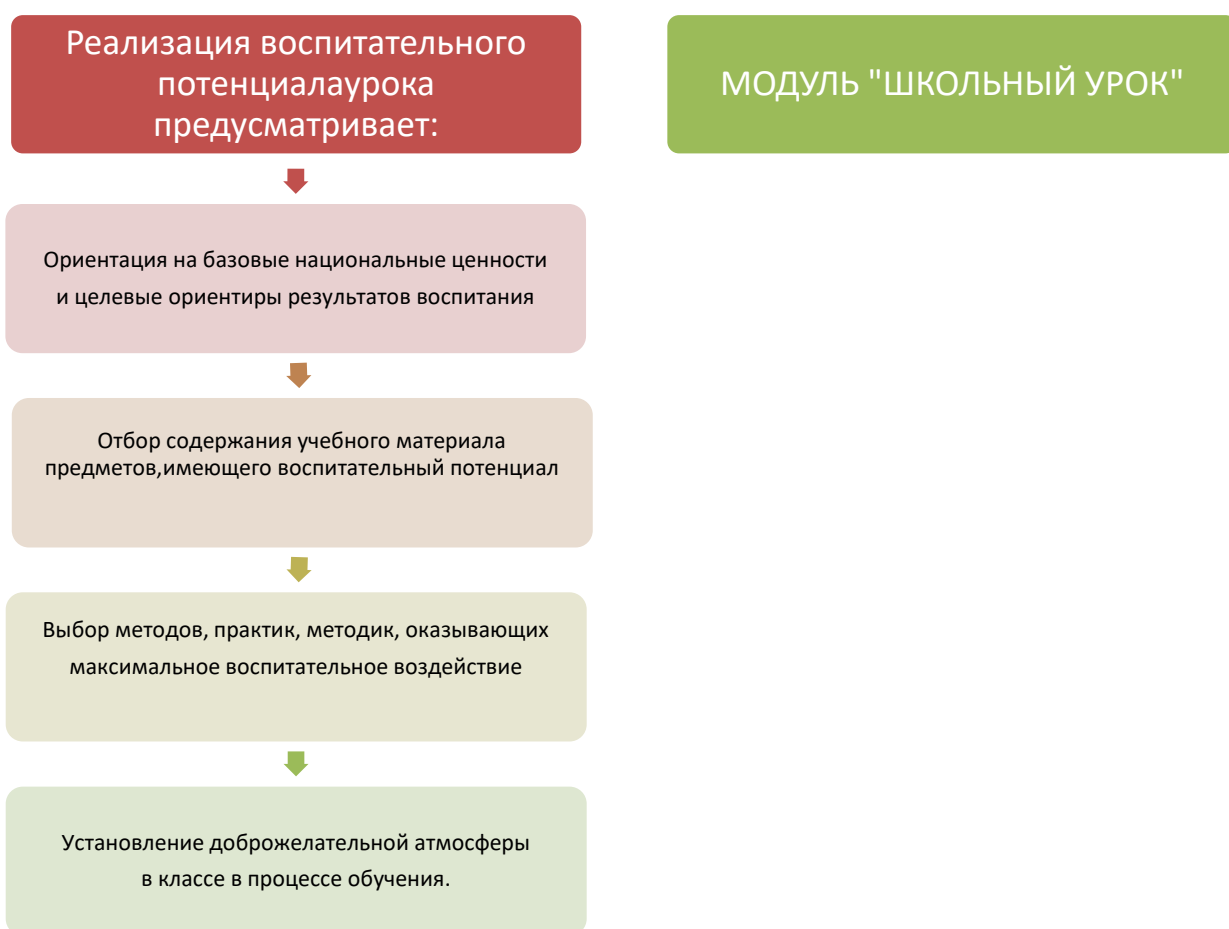 Реализация воспитательного
потенциалаурока
предусматривает:
МОДУЛЬ "ШКОЛЬНЫЙ УРОК"
Ориентация на базовые национальные ценности
и целевые ориентиры результатов воспитания
Отбор содержания учебного материала
предметов,имеющего воспитательный потенциал
Выбор методов, практик, методик, оказывающих
максимальное воспитательное воздействие
Установление доброжелательной атмосферы
в классе в процессе обучения.